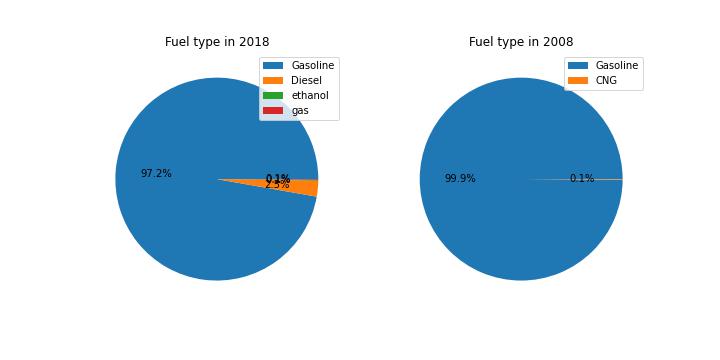 Fuel type in 2018
Gasoline
Diesel
ethanol
gas
97.2%
0.1%
2.5%
Fuel type in 2008
Gasoline
CNG
99.9%
0.1%